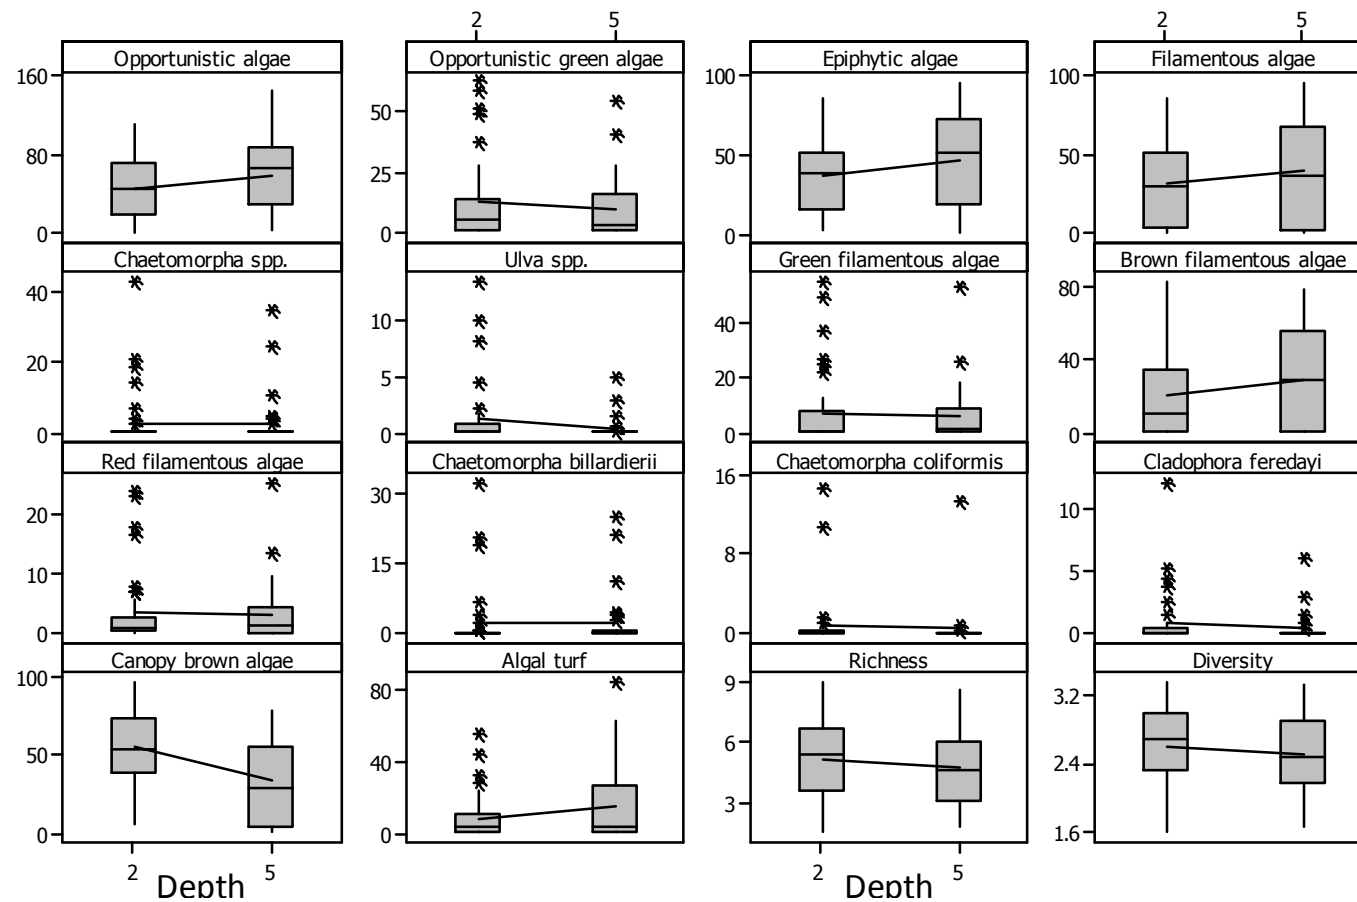 2 5 2 5
Opportunistic algae Opportunistic green algae Epiphytic algae Filamentous algae
160 80 0
50 25 0
100 50 0
100 50 0
Chaetomorpha spp. Ulva spp. Green filamentous algae Brown filamentous algae
40 20 0
10 5 0
40 20 0
80 40 0
Red filamentous algae Chaetomorpha billardierii Chaetomorpha coliformis Cladophora feredayi
20 10 0
30 15 0
16 8 0
10 5 0
Canopy brown algae Algal turf Richness Diversity
100 50 0
80 40 0
9 6 3
3.2 2.4 1.6
2 5 2 5
Depth Depth